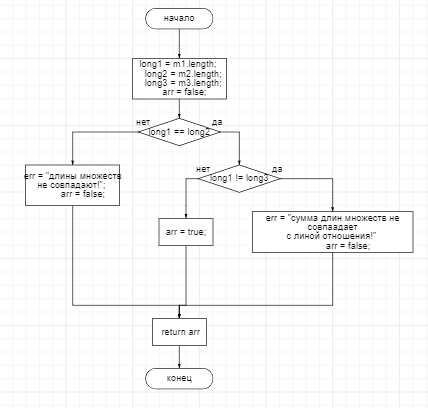 начало
long1 = m1.length;
long2 = m2.length;
long3 = m3.length;
arr = false;
нет
да
long1 == long2
err = "длины множеств
не совпадают!";
arr = false;
нет
да
long1 != long3
arr = true;
err = "сумма длин множеств не
совпаадает
с линой отношения!"
arr = false;
return arr
конец